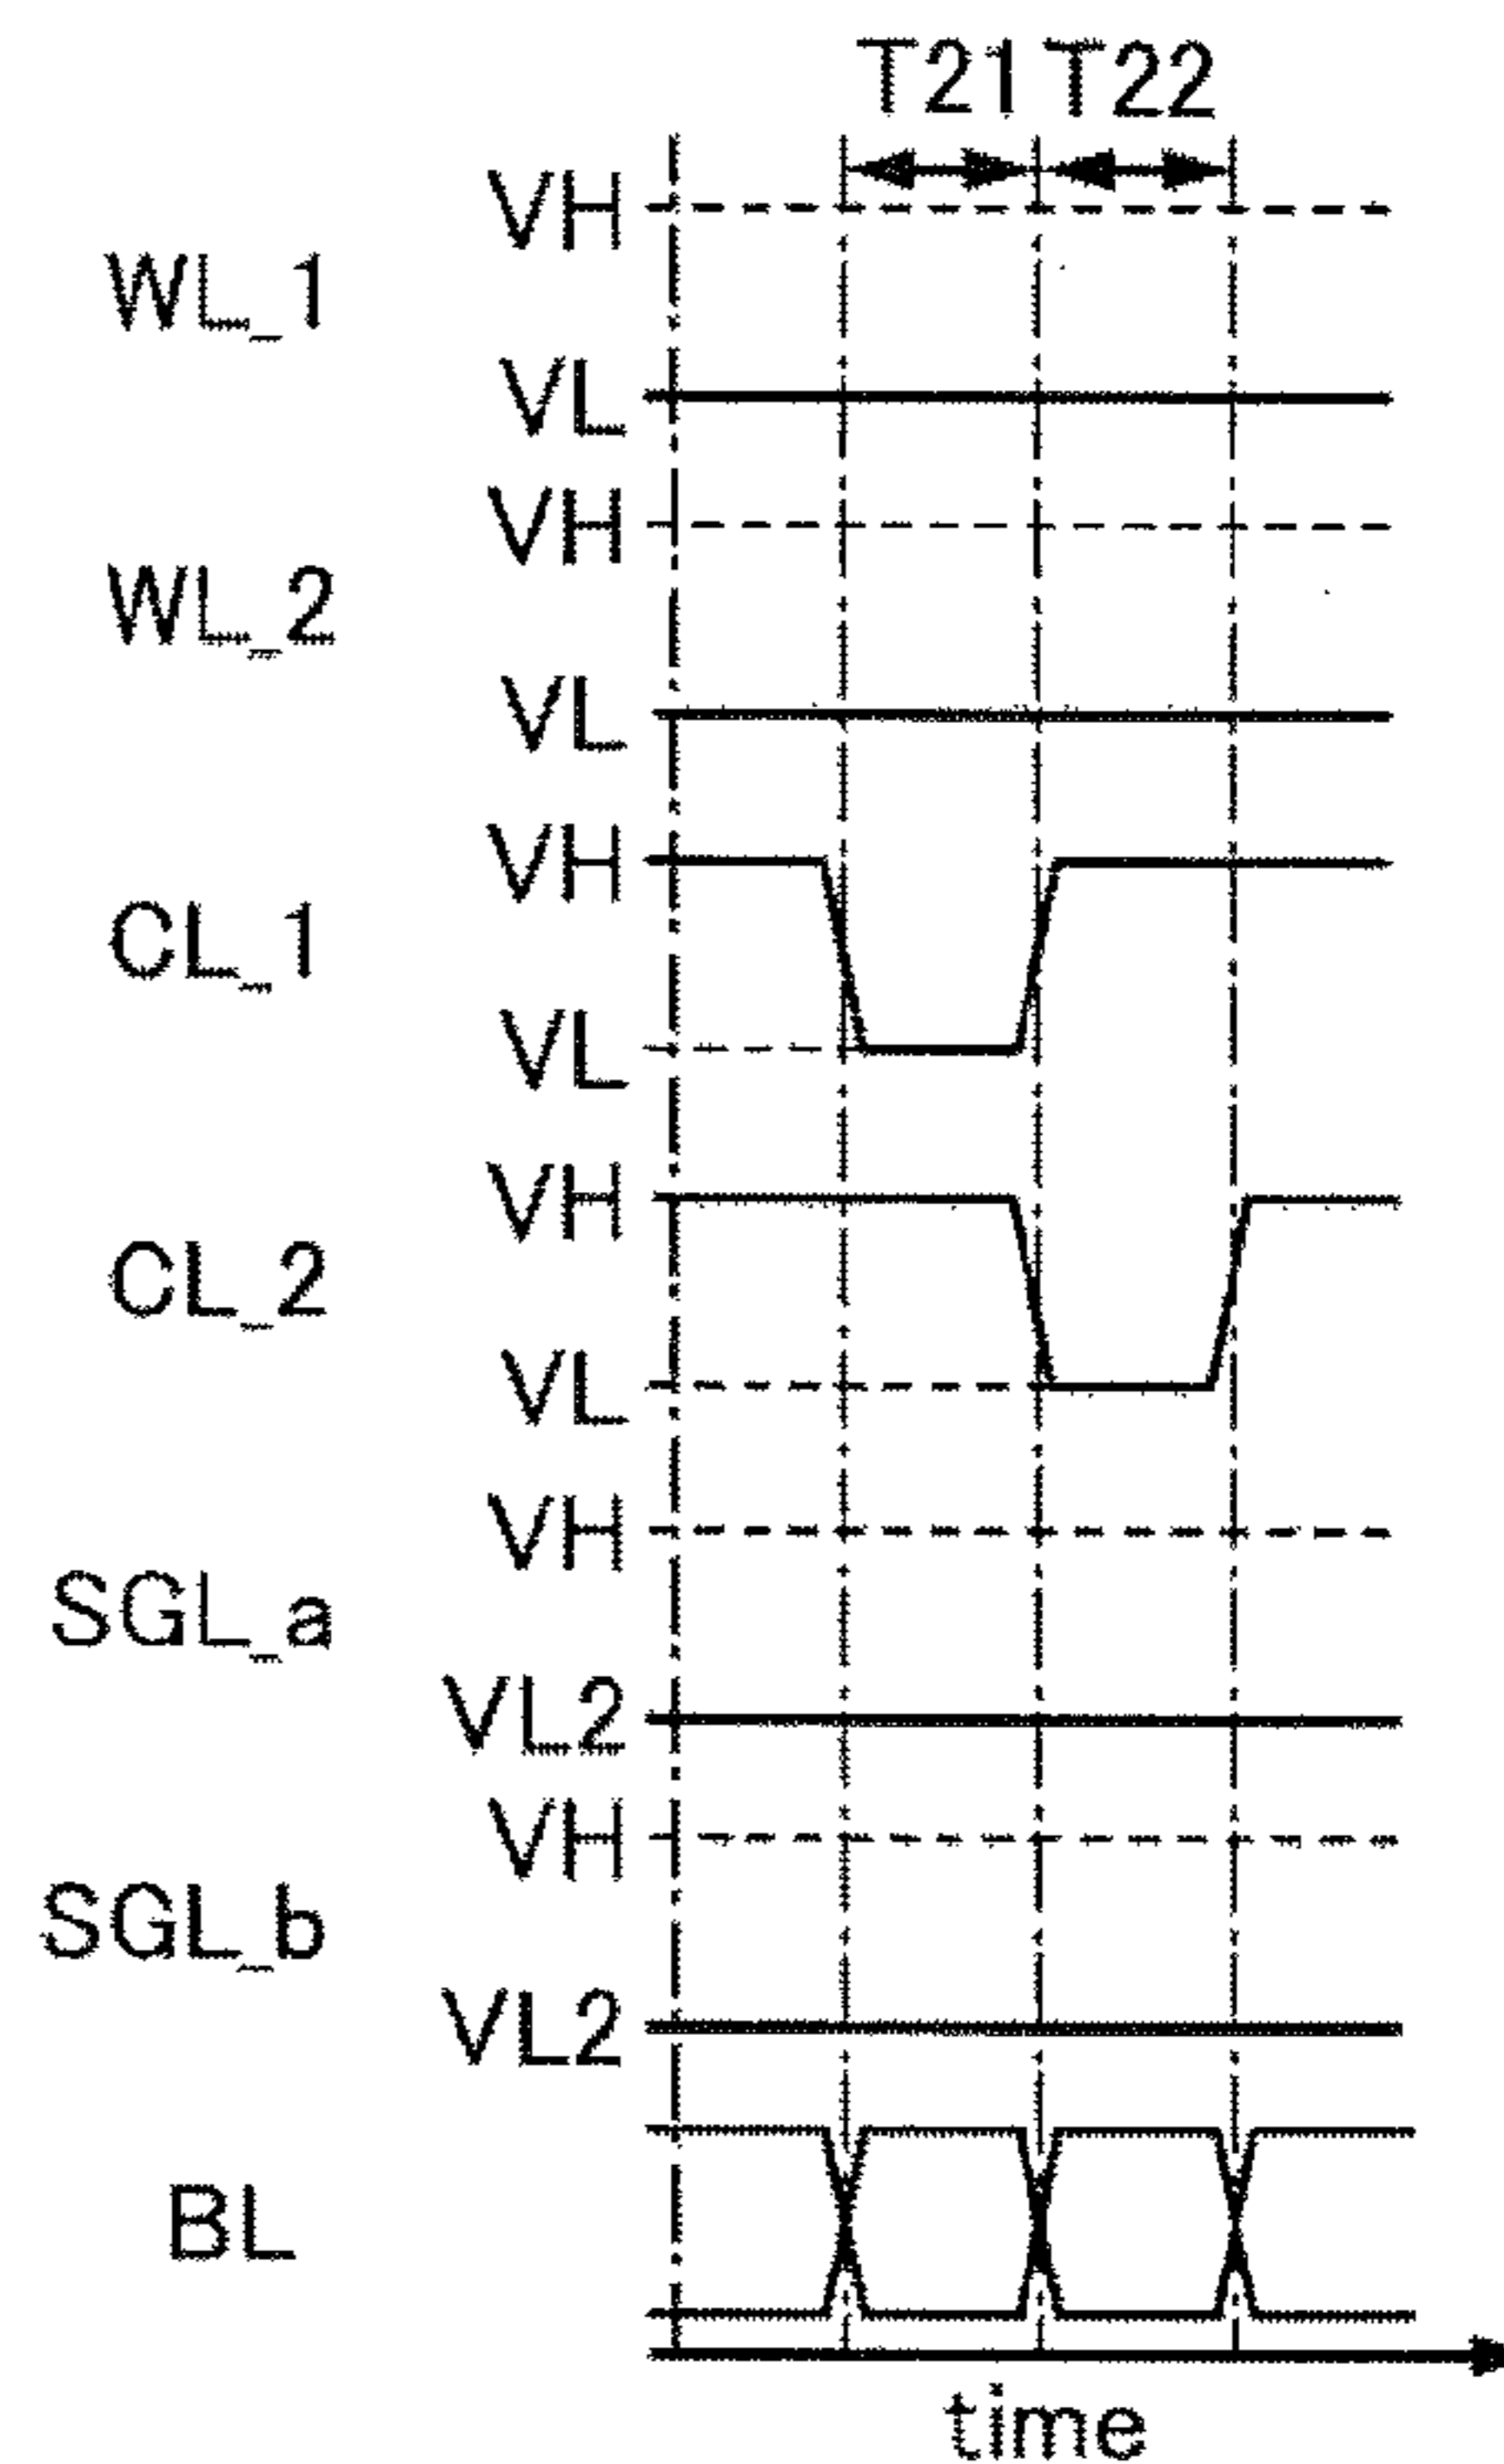 T21 T22
VH
WL_1
VL
VH
WL_2
VL
VH
CL_1
VL
VH
CL_2
VL
VH
SGL_a
VL2
VH
SGL_b
VL2
BL
time